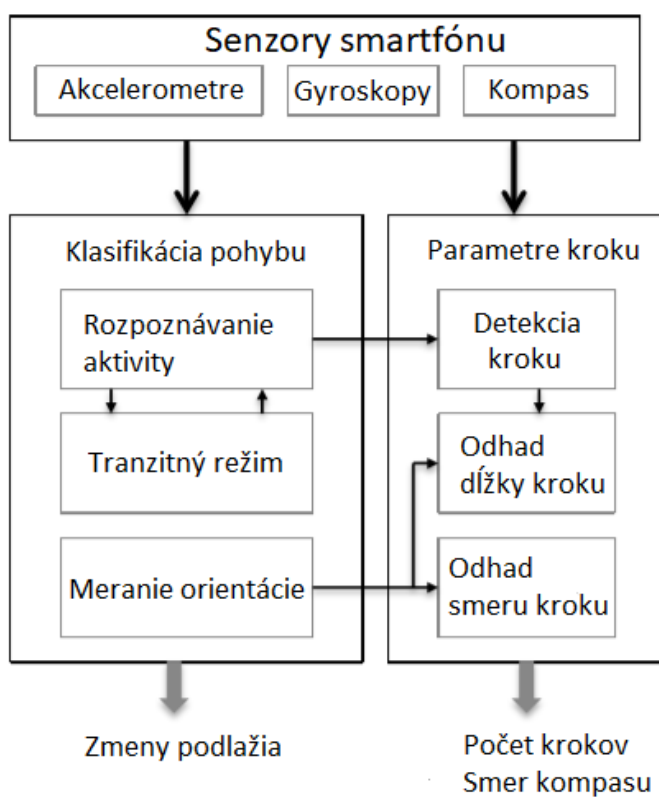 Senzory smartfónu
Akcelerometre
Gyroskopy
Kompas
Klasifikácia pohybu
Rozpoznávanie
aktivity
Tranzitný režim
Meranie orientácie
Zmeny podlažia
Parametre kroku
Detekcia
kroku
Odhad
dĺžky kroku
Odhad
smeru kroku
Počet krokov
Smer kompasu